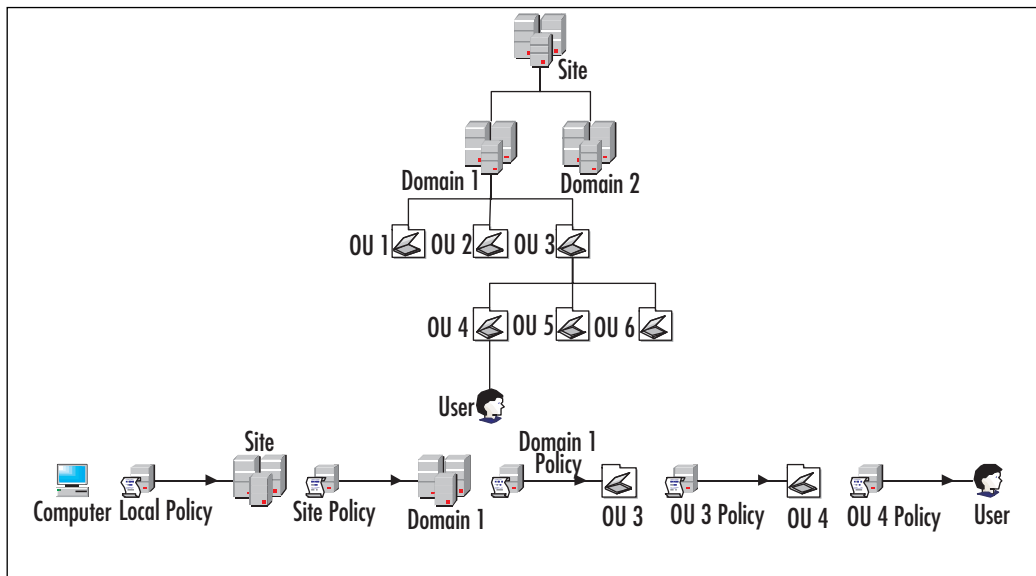 Site
Domain 1
Domain 2
OU 1
OU 2
OU 3
OU 4
OU 5
OU 6
User
Computer
Local Policy
Site
Site Policy
Domain 1
Domain 1
Policy
OU 3
OU 3 Policy
OU 4
OU 4 Policy
User